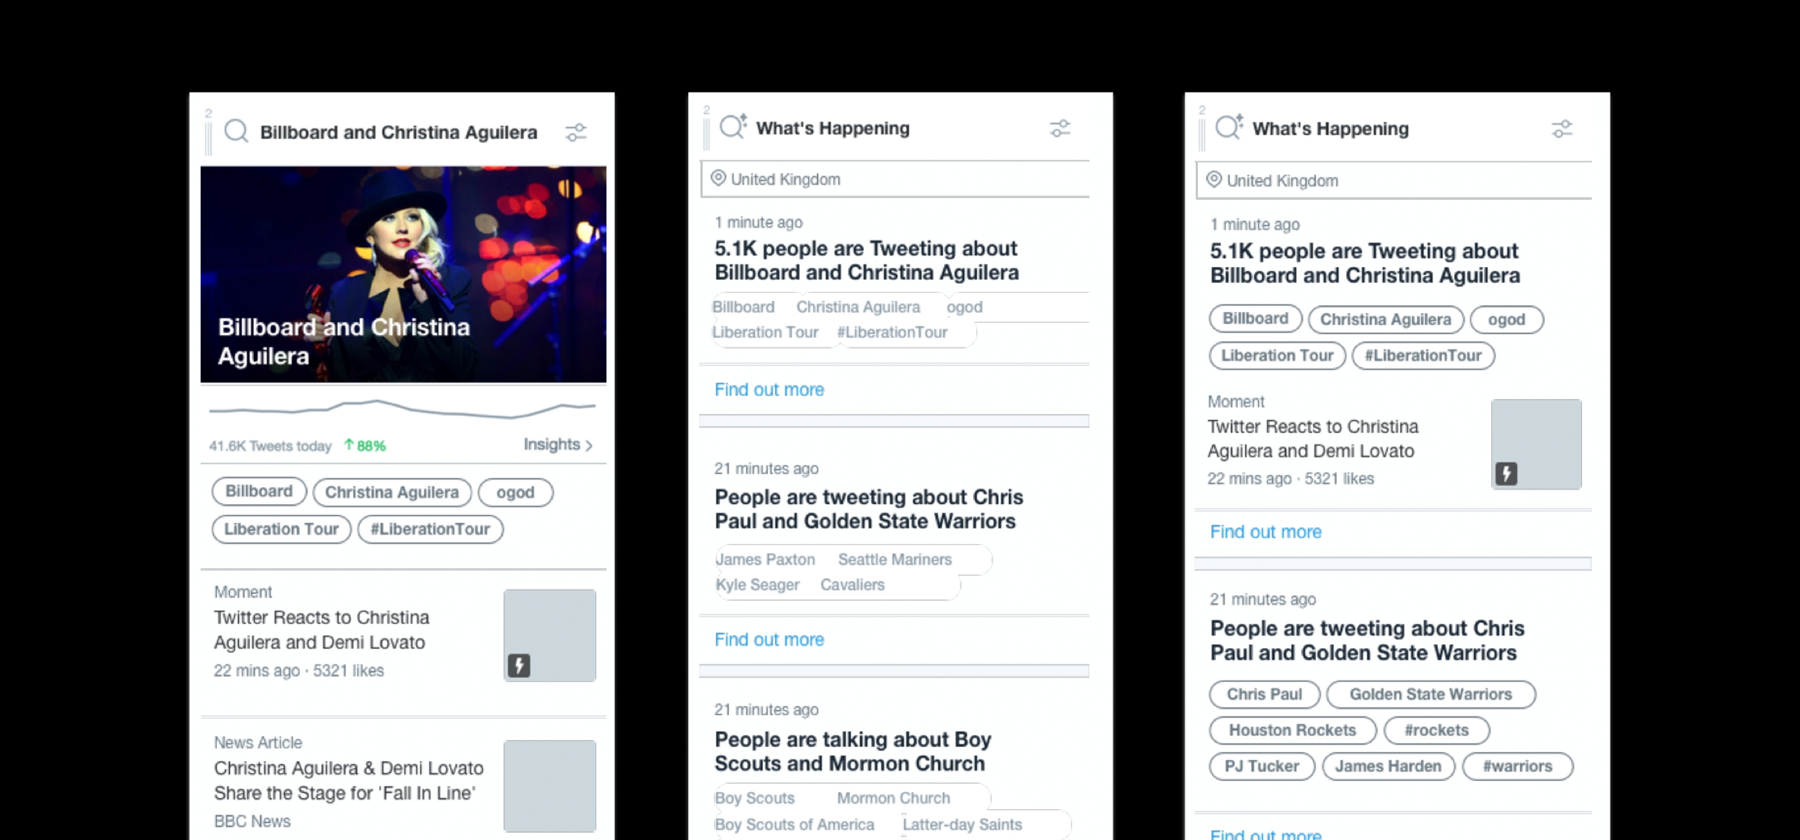 2
Billboard and Christina Aguilera
Billboard and Christina
Aguilera
41.6K Tweets today ↑88%
Insights >
Billboard Christina Aguilera ogod
Liberation Tour #LiberationTour
Moment
Twitter Reacts to Christina
Aguilera and Demi Lovato
22 mins ago · 5321 likes
News Article
Christina Aguilera & Demi Lovato
Share the Stage for 'Fall In Line'
BBC News
2
What's Happening
United Kingdom
1 minute ago
5.1K people are Tweeting about
Billboard and Christina Aguilera
Billboard Christina Aguilera ogod
Liberation Tour #LiberationTour
Find out more
21 minutes ago
People are tweeting about Chris
Paul and Golden State Warriors
James Paxton Seattle Mariners
Kyle Seager Cavaliers
Find out more
21 minutes ago
People are talking about Boy
Scouts and Mormon Church
Boy Scouts Mormon Church
Boy Scouts of America Latter-day Saints
2
What's Happening
United Kingdom
1 minute ago
5.1K people are Tweeting about
Billboard and Christina Aguilera
Billboard Christina Aguilera ogod
Liberation Tour #LiberationTour
Moment
Twitter Reacts to Christina
Aguilera and Demi Lovato
22 mins ago · 5321 likes
Find out more
21 minutes ago
People are tweeting about Chris
Paul and Golden State Warriors
Chris Paul Golden State Warriors
Houston Rockets #rockets
PJ Tucker James Harden #warriors
Find out more